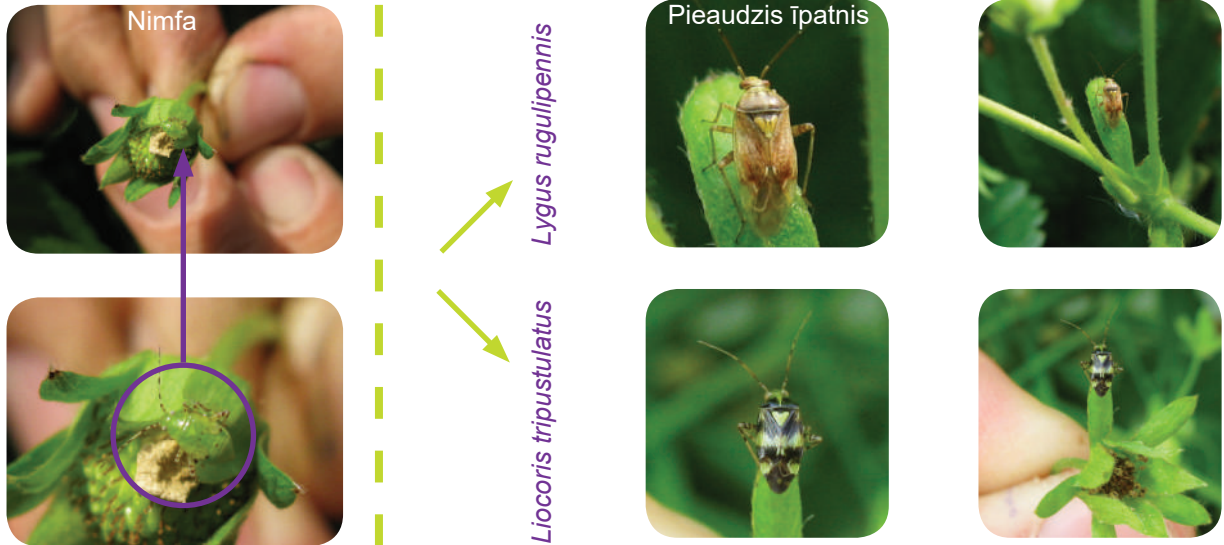 Nimfa
Pieaudzis īpatnis
Lygus rugulipennis
Liocoris tripustulatus